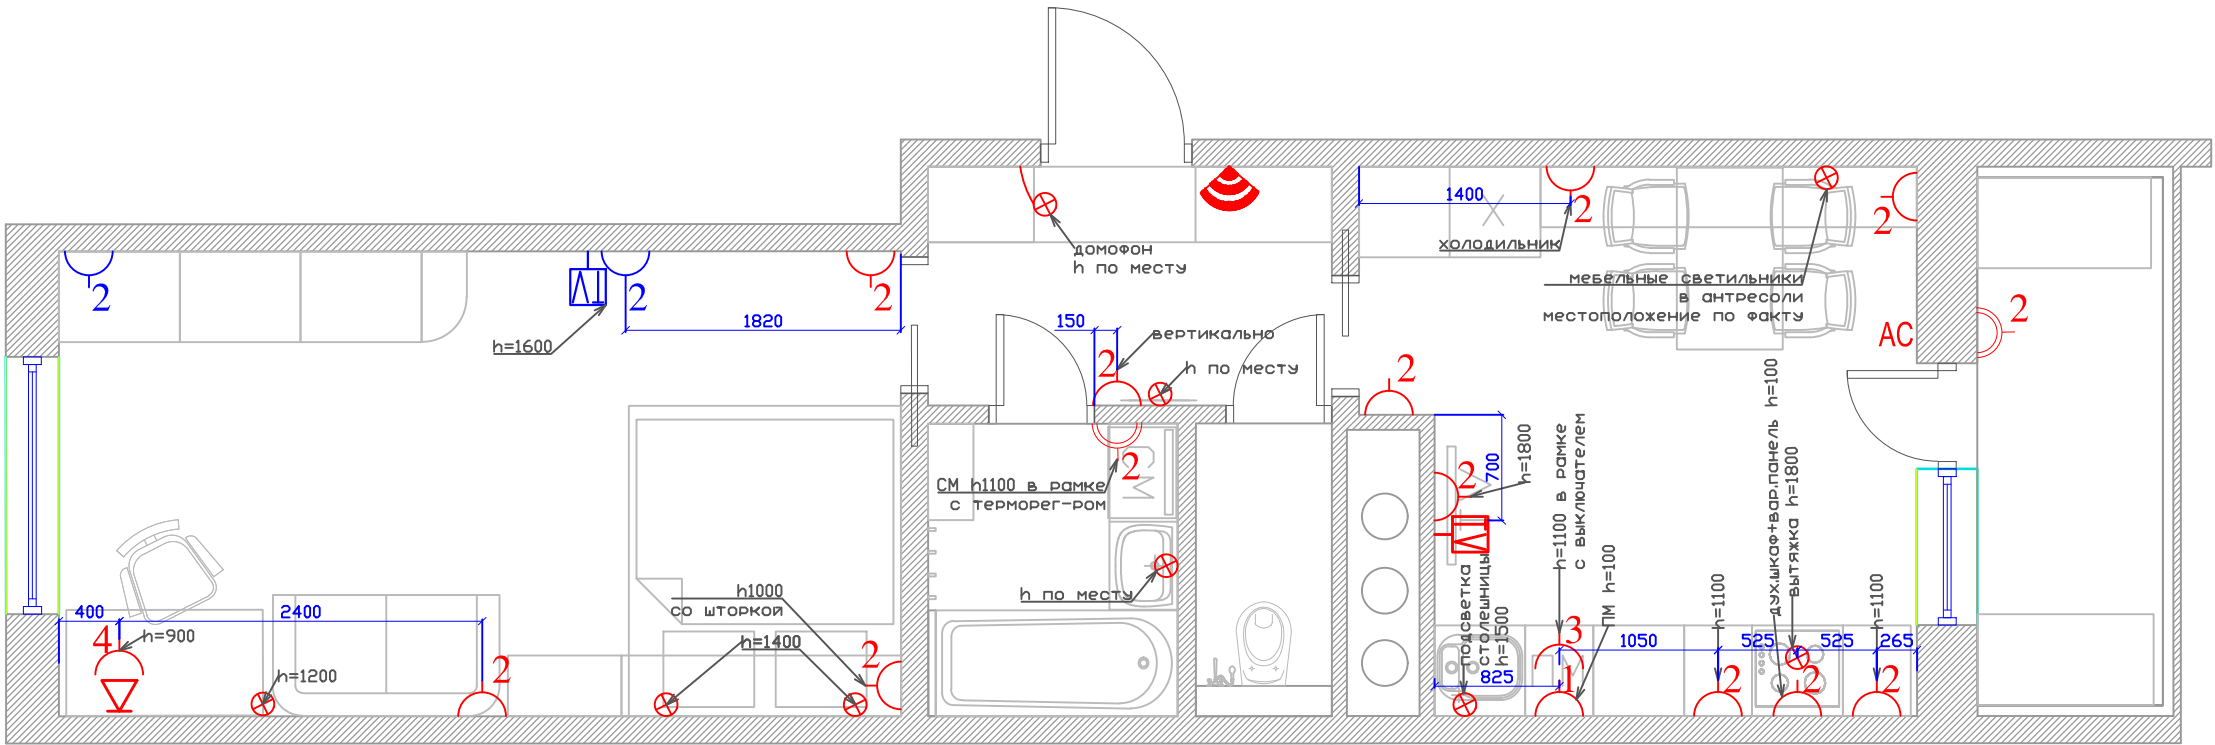 2
h=1600
2
1820
2
400
4
h=900
2400
h=1200
2
h1000
со шторкой
h=1400
2
домофон
h по месту
150
2
вертикально
h по месту
СМ h1100 в рамке
с терморег-ром
2
СМ
h по месту
1400
холодильник
2
2
мебельные светильники
в антресоли
местоположение по факту
АС
2
2
2
700
h=1800
подсветка
столешницы
h=1500
825
h=1100 в рамке
с выключателем
3
1
ПМ h=100
1050
h=1100
2
525
дух.шкаф+вар.панель h=100
вытяжка h=1800
2
525
h=1100
2
265